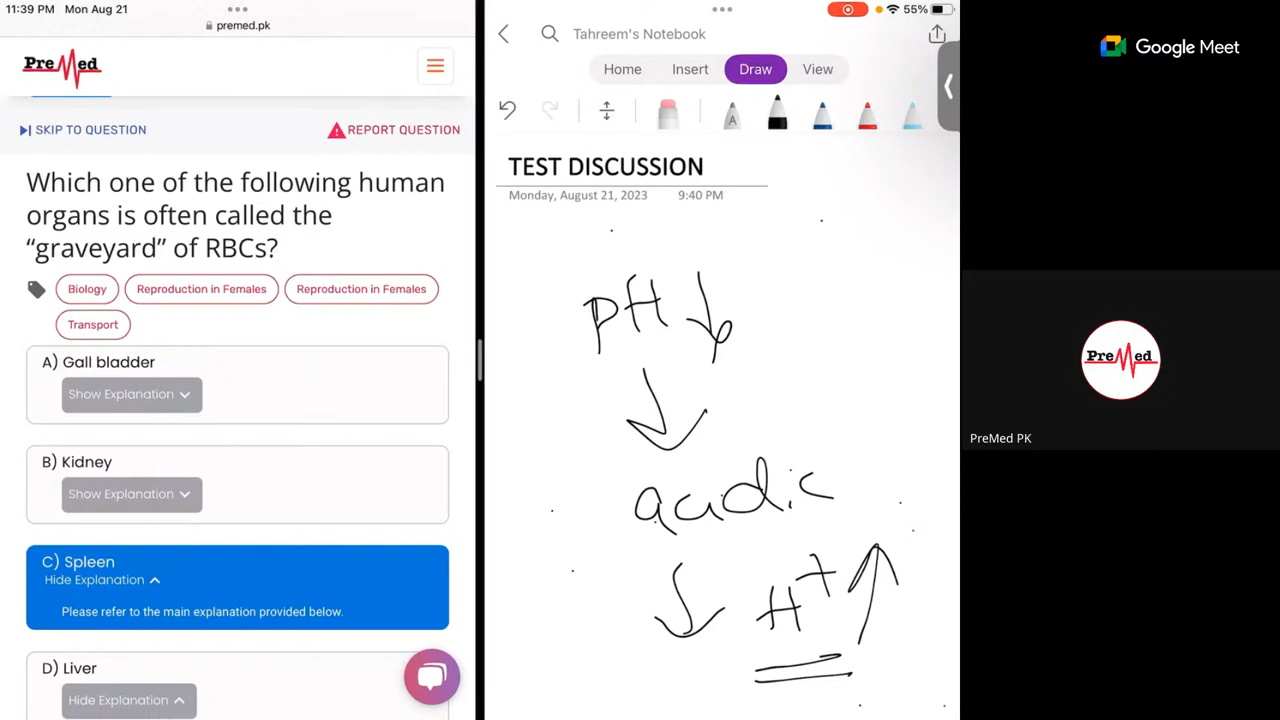 11:39 PM Mon Aug 21
premed.pk
PreMed
SKIP TO QUESTION
REPORT QUESTION
Which one of the following human
organs is often called the
“graveyard” of RBCs?
Biology
Reproduction in Females
Reproduction in Females
Transport
A) Gall bladder
Show Explanation
B) Kidney
Show Explanation
C) Spleen
Hide Explanation
Please refer to the main explanation provided below.
D) Liver
Hide Explanation
55%
Tahreem's Notebook
Home Insert Draw View
A
TEST DISCUSSION
Monday, August 21, 2023 9:40 PM
pH ↓
↓
acidic
↓ H+ ↑
Google Meet
PreMed
PreMed PK